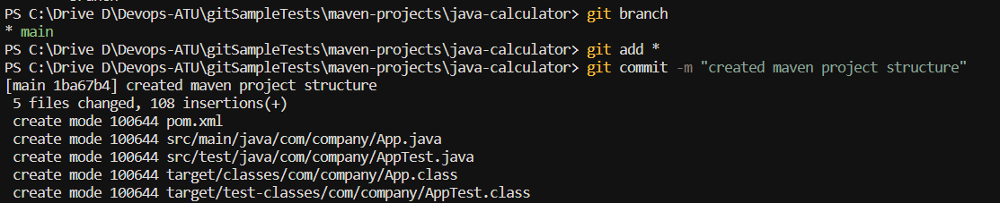 PS C:\Drive D\Devops-ATU\gitSampleTests\maven-projects\java-calculator> git branch
* main
PS C:\Drive D\Devops-ATU\gitSampleTests\maven-projects\java-calculator> git add *
PS C:\Drive D\Devops-ATU\gitSampleTests\maven-projects\java-calculator> git commit -m "created maven project structure"
[main 1ba67b4] created maven project structure
 5 files changed, 108 insertions(+)
 create mode 100644 pom.xml
 create mode 100644 src/main/java/com/company/App.java
 create mode 100644 src/test/java/com/company/AppTest.java
 create mode 100644 target/classes/com/company/App.class
 create mode 100644 target/test-classes/com/company/AppTest.class